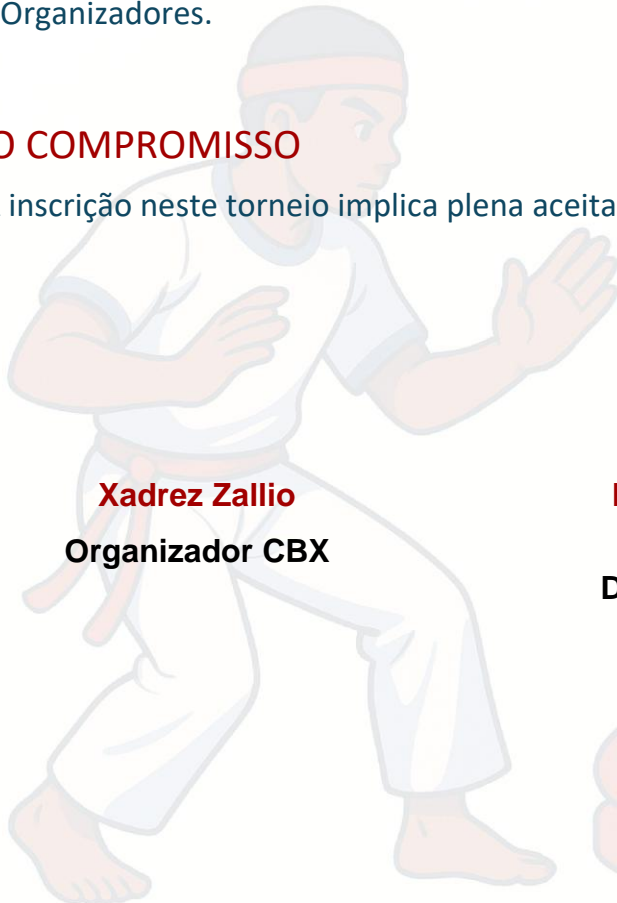 Organizadores.
O COMPROMISSO
inscrição neste torneio implica plena aceita
Xadrez Zallio
Organizador CBX
D